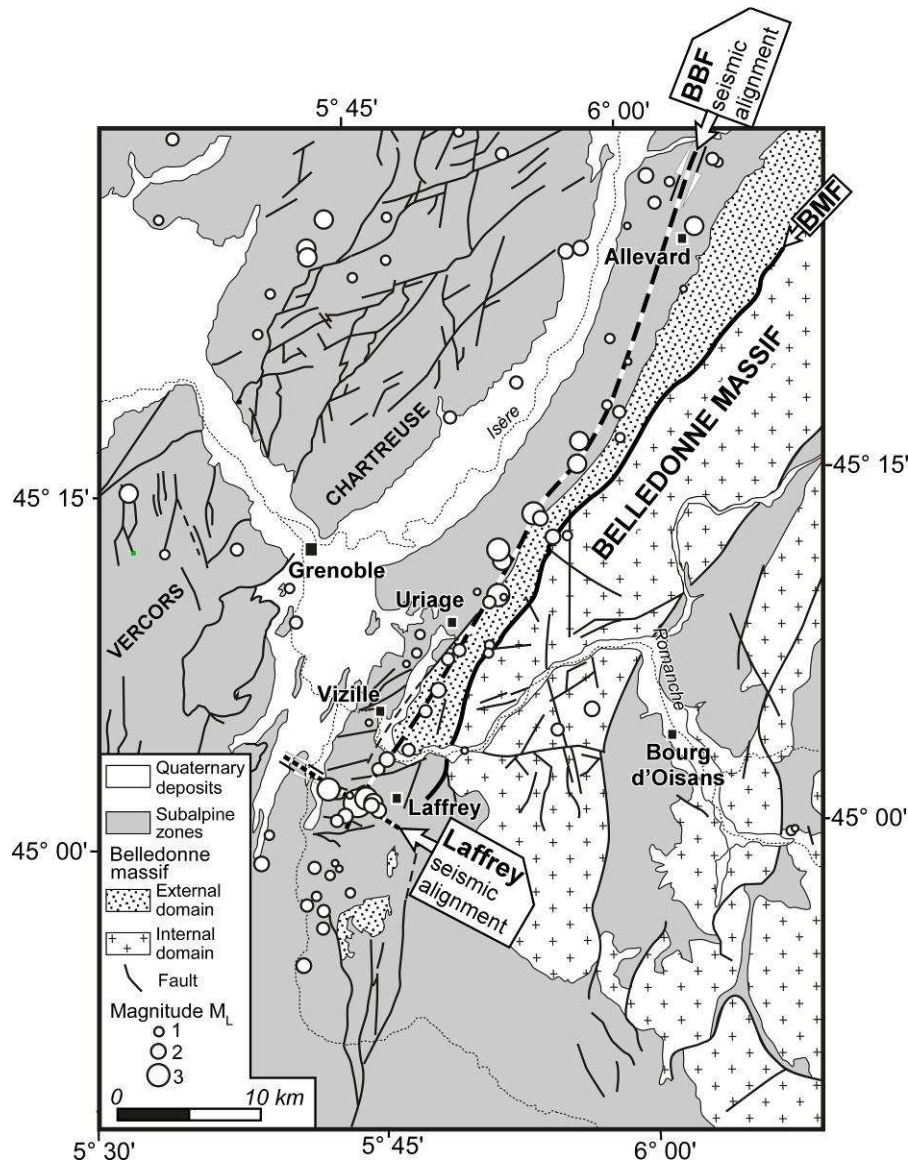 BBF
seismic
alignment
5° 45'
6° 00'
BMF
Allevard
BELLEDONNE MASSIF
CHARTREUSE
Isère
45° 15'
45° 15'
Grenoble
VERCORS
Uriage
Romanche
Vizille
Bourg
d'Oisans
Laffrey
45° 00'
45° 00'
Laffrey
seismic
alignment
Quaternary
deposits
Subalpine
zones
Belledonne
massif
External
domain
Internal
domain
Fault
Magnitude ML
1
2
3
0 10 km
5° 30'
5° 45'
6° 00'